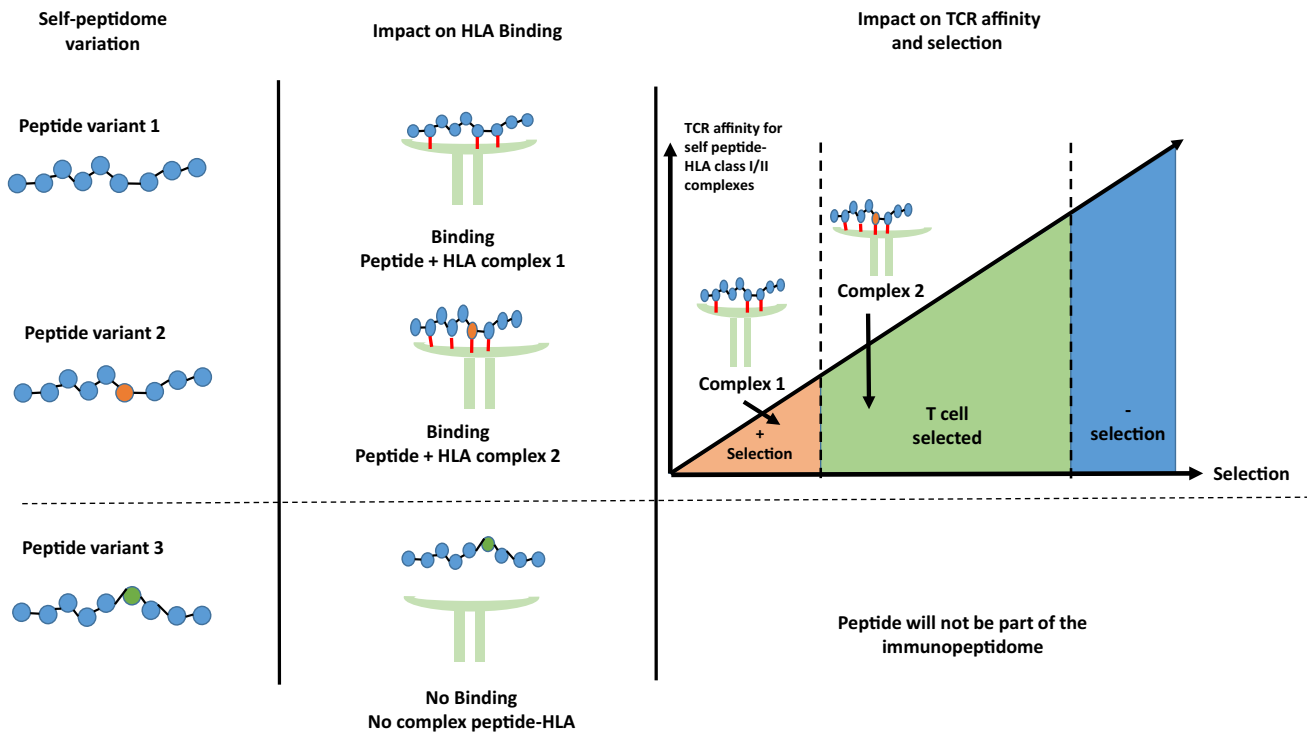 Self-peptidome
variation
Impact on HLA Binding
Impact on TCR affinity
and selection
Peptide variant 1
Binding
Peptide + HLA complex 1
TCR affinity for
self peptide-
HLA class I/II
complexes
Complex 2
Complex 1
+
Selection
T cell
selected
-
selection
Selection
Peptide variant 2
Binding
Peptide + HLA complex 2
Peptide variant 3
No Binding
No complex peptide-HLA
Peptide will not be part of the
immunopeptidome